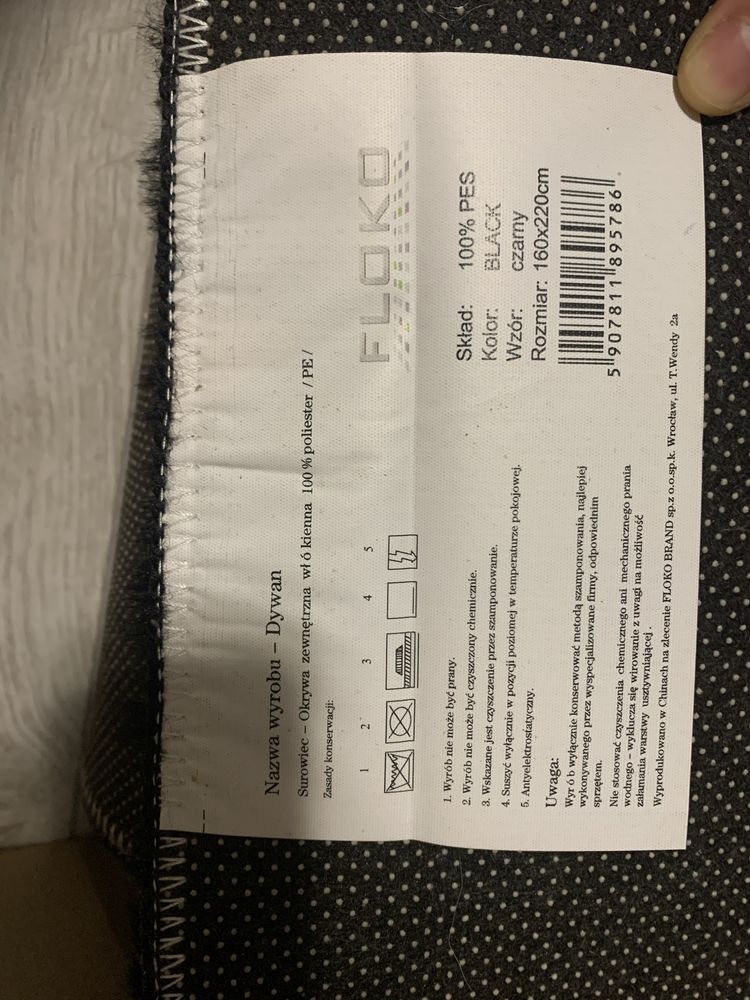 Nazwa wyrobu – Dywan
Surowiec – Okrywa zewnętrzna wł ó kienna 100 % poliester / PE /
Zasady konserwacji:
1 2 3 4 5
1. Wyrób nie może być prany.
2. Wyrób nie może być czyszczony chemicznie.
3. Wskazane jest czyszczenie przez szamponowanie.
4. Suszyć wyłącznie w pozycji poziomej w temperaturze pokojowej.
5. Antyelektrostatyczny.
Uwaga:
Wyr ó b wyłącznie konserwować metodą szamponowania, najlepiej
wykonywanego przez wyspecjalizowane firmy, odpowiednim
sprzętem.
Nie stosować czyszczenia chemicznego ani mechanicznego prania
wodnego – wyklucza się wirowanie z uwagi na możliwość
załamania warstwy usztywniającej .
Wyprodukowano w Chinach na zlecenie FLOKO BRAND sp.z o.o.sp.k. Wrocław, ul. T.Wendy 2a
FLOKO
Skład: 100% PES
Kolor: BLACK
Wzór: czarny
Rozmiar: 160x220cm
5 907811 895786